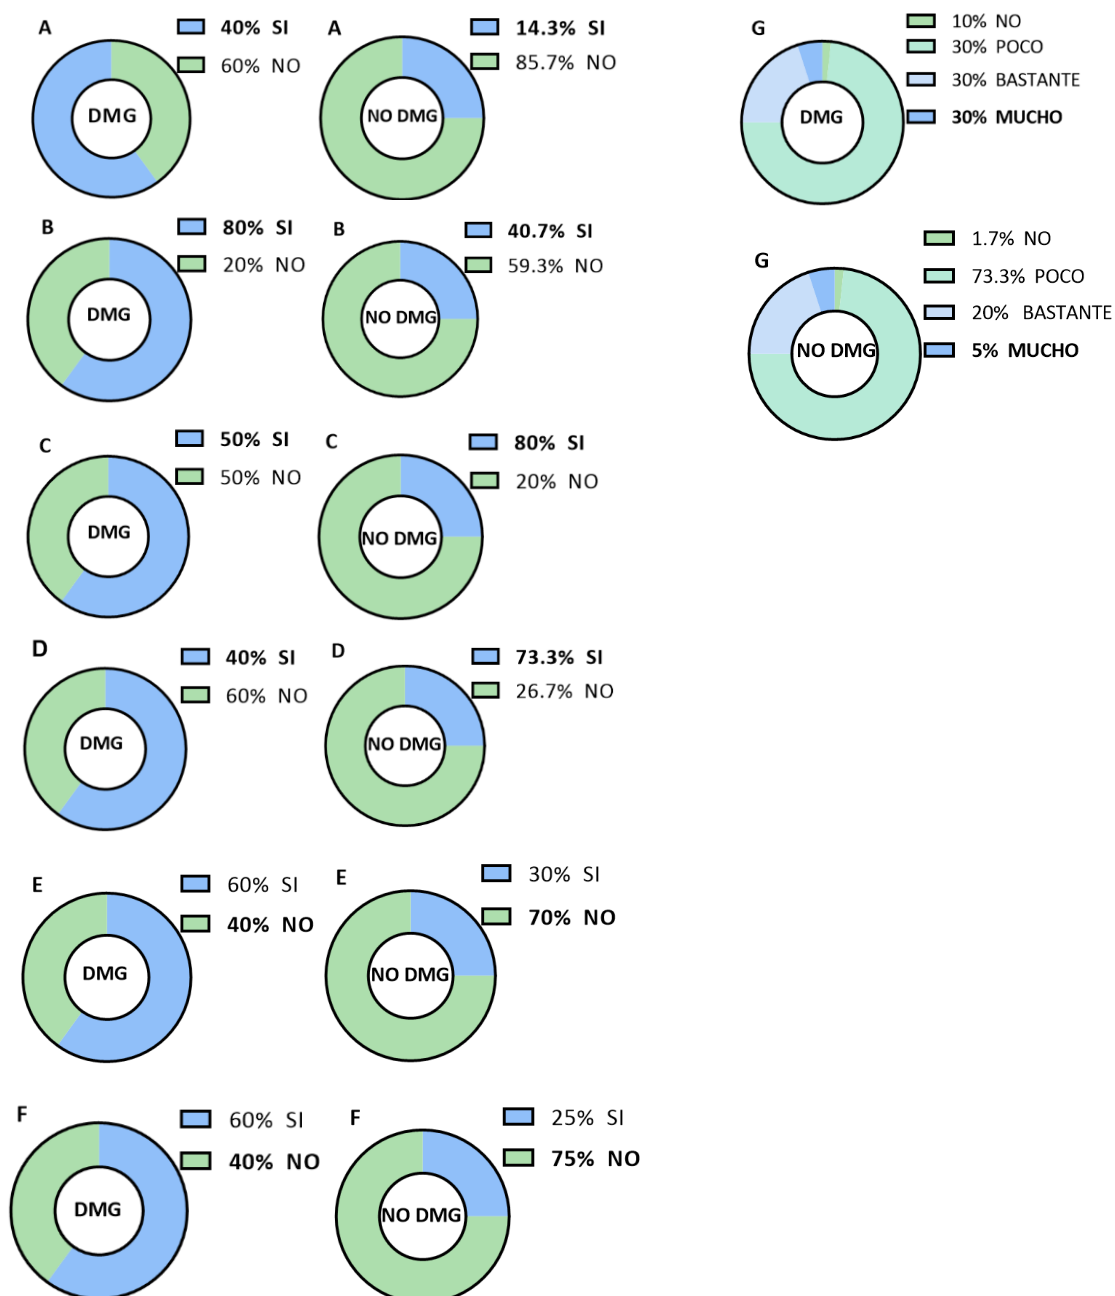 A
40% SI
60% NO
DMG
A
14.3% SI
85.7% NO
NO DMG
B
80% SI
20% NO
DMG
B
40.7% SI
59.3% NO
NO DMG
C
50% SI
50% NO
DMG
C
80% SI
20% NO
NO DMG
D
40% SI
60% NO
DMG
D
73.3% SI
26.7% NO
NO DMG
E
60% SI
40% NO
DMG
E
30% SI
70% NO
NO DMG
F
60% SI
40% NO
DMG
F
25% SI
75% NO
NO DMG
G
10% NO
30% POCO
30% BASTANTE
30% MUCHO
DMG
G
1.7% NO
73.3% POCO
20% BASTANTE
5% MUCHO
NO DMG